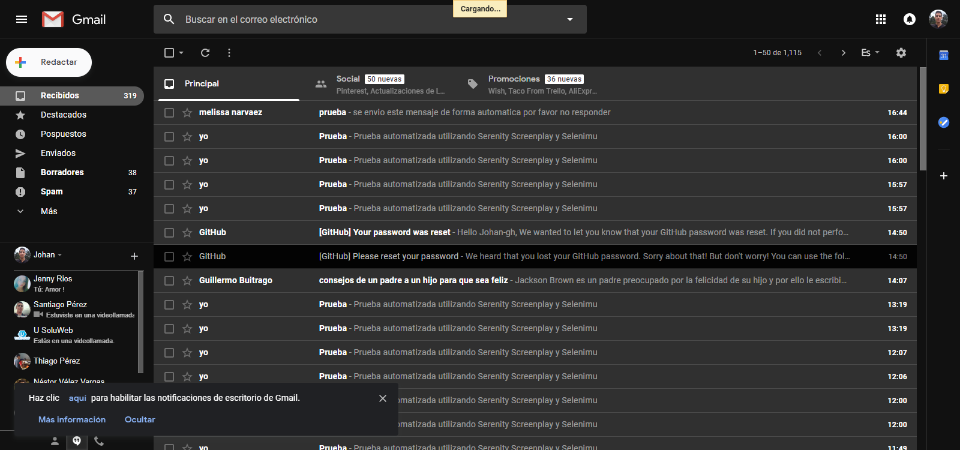 Cargando...
Gmail
Buscar en el correo electrónico
Redactar
1–50 de 1,115
Es
Principal
Social 50 nuevas
Pinterest, Actualizaciones de L...
Promociones 36 nuevas
Wish, Taco From Trello, AliExpr...
Recibidos 319
Destacados
Pospuestos
Enviados
Borradores 38
Spam 37
Más
melissa narvaez prueba - se envio este mensaje de forma automatica por favor no responder 16:44
yo Prueba - Prueba automatizada utilizando Serenity Screenplay y Selenimu 16:00
yo Prueba - Prueba automatizada utilizando Serenity Screenplay y Selenimu 16:00
yo Prueba - Prueba automatizada utilizando Serenity Screenplay y Selenimu 15:57
yo Prueba - Prueba automatizada utilizando Serenity Screenplay y Selenimu 15:57
GitHub [GitHub] Your password was reset - Hello Johan-gh, We wanted to let you know that your GitHub password was reset. If you did not perfo... 14:50
GitHub [GitHub] Please reset your password - We heard that you lost your GitHub password. Sorry about that! But don't worry! You can use the fol... 14:50
Guillermo Buitrago consejos de un padre a un hijo para que sea feliz - Jackson Brown es un padre preocupado por la felicidad de su hijo y por ello le escribi... 14:07
yo Prueba - Prueba automatizada utilizando Serenity Screenplay y Selenimu 13:19
yo Prueba - Prueba automatizada utilizando Serenity Screenplay y Selenimu 13:19
yo Prueba - Prueba automatizada utilizando Serenity Screenplay y Selenimu 12:07
yo Prueba - Prueba automatizada utilizando Serenity Screenplay y Selenimu 12:06
Prueba automatizada utilizando Serenity Screenplay y Selenimu 12:00
Prueba automatizada utilizando Serenity Screenplay y Selenimu 12:00
yo Prueba - Prueba automatizada utilizando Serenity Screenplay y Selenimu 11:49
Johan
Jenny Rios
Tú: Amor !
Santiago Pérez
Estuviste en una videollamada
U SoluWeb
Estás en una videollamada.
Thiago Pérez
Néstor Vélez Vargas
Haz clic aquí para habilitar las notificaciones de escritorio de Gmail.
Más información Ocultar